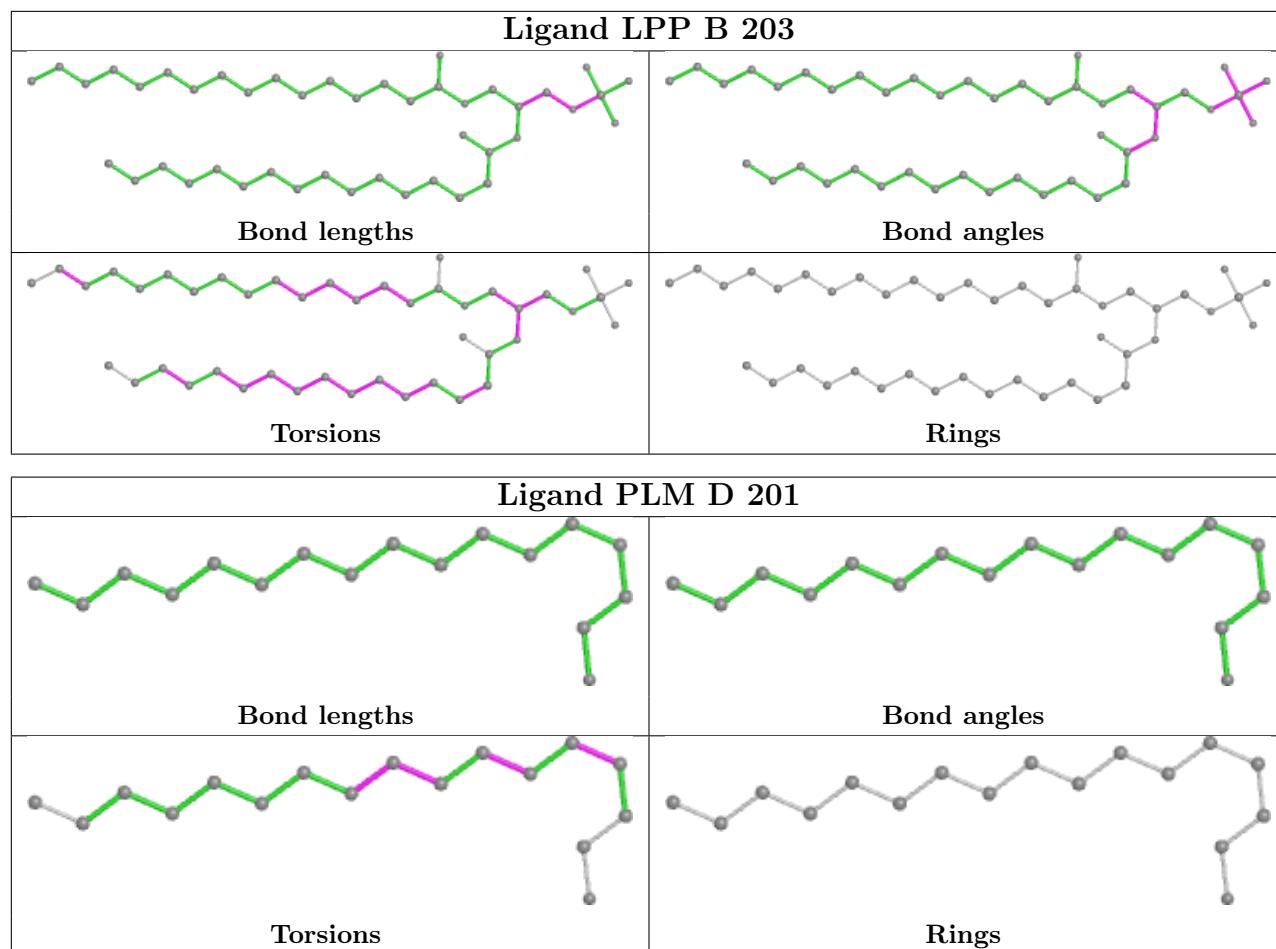 Ligand LPP B 203
Bond lengths
Bond angles
Torsions
Rings
Ligand PLM D 201
Bond lengths
Bond angles
Torsions
Rings